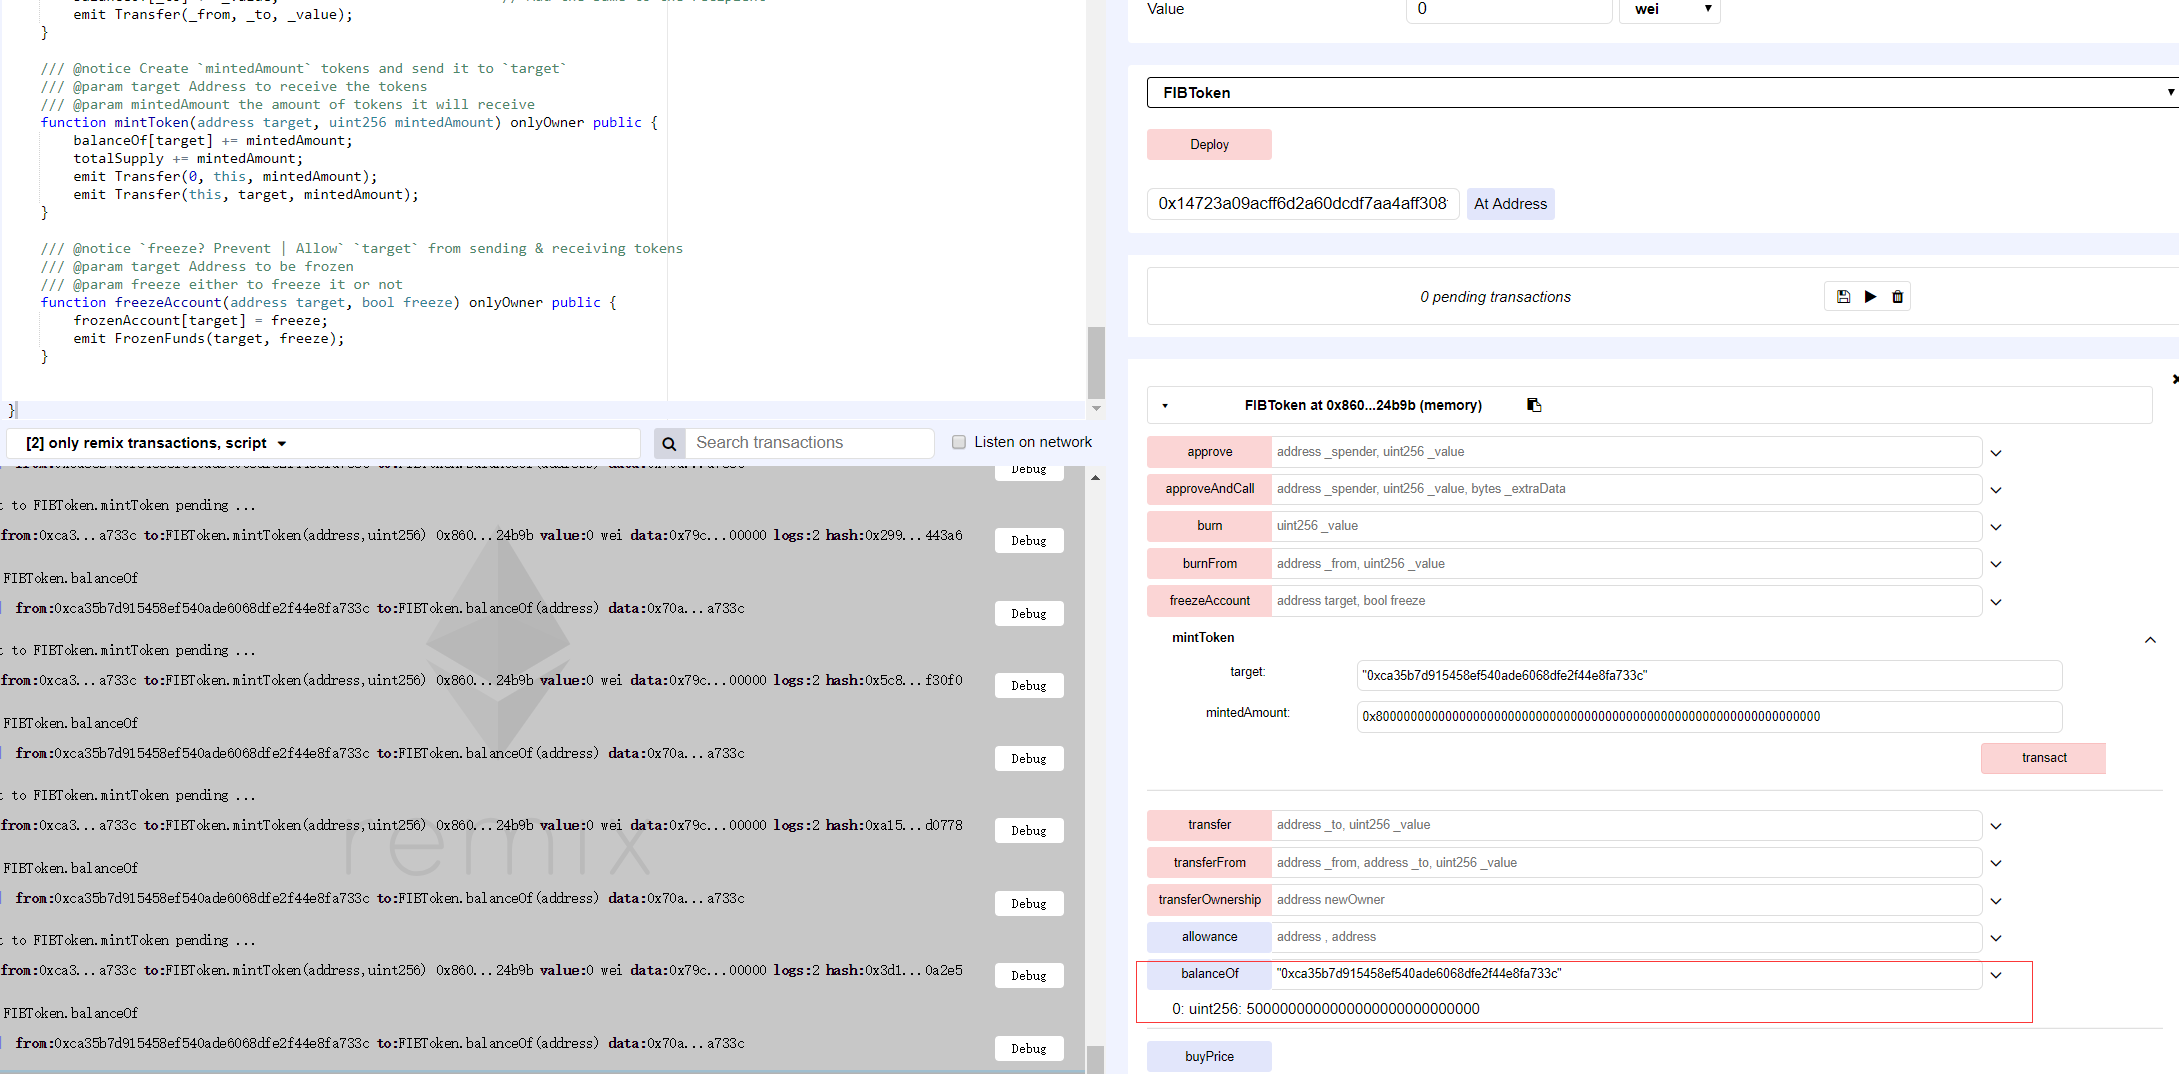 emit Transfer(_from, _to, _value);
}
/// @notice Create `mintedAmount` tokens and send it to `target`
/// @param target Address to receive the tokens
/// @param mintedAmount the amount of tokens it will receive
function mintToken(address target, uint256 mintedAmount) onlyOwner public {
balanceOf[target] += mintedAmount;
totalSupply += mintedAmount;
emit Transfer(0, this, mintedAmount);
emit Transfer(this, target, mintedAmount);
}
/// @notice `freeze? Prevent | Allow` `target` from sending & receiving tokens
/// @param target Address to be frozen
/// @param freeze either to freeze it or not
function freezeAccount(address target, bool freeze) onlyOwner public {
frozenAccount[target] = freeze;
emit FrozenFunds(target, freeze);
}
}
[2] only remix transactions, script
Search transactions
Listen on network
Debug
t to FIBToken.mintToken pending ...
from:0xca3...a733c to:FIBToken.mintToken(address,uint256) 0x860...24b9b value:0 wei data:0x79c...00000 logs:2 hash:0x299...443a6
Debug
FIBToken.balanceOf
from:0xca35b7d915458ef540ade6068dfe2f44e8fa733c to:FIBToken.balanceOf(address) data:0x70a...a733c
Debug
t to FIBToken.mintToken pending ...
from:0xca3...a733c to:FIBToken.mintToken(address,uint256) 0x860...24b9b value:0 wei data:0x79c...00000 logs:2 hash:0x5c8...f30f0
Debug
FIBToken.balanceOf
from:0xca35b7d915458ef540ade6068dfe2f44e8fa733c to:FIBToken.balanceOf(address) data:0x70a...a733c
Debug
t to FIBToken.mintToken pending ...
from:0xca3...a733c to:FIBToken.mintToken(address,uint256) 0x860...24b9b value:0 wei data:0x79c...00000 logs:2 hash:0xa15...d0778
Debug
remix
FIBToken.balanceOf
from:0xca35b7d915458ef540ade6068dfe2f44e8fa733c to:FIBToken.balanceOf(address) data:0x70a...a733c
Debug
t to FIBToken.mintToken pending ...
from:0xca3...a733c to:FIBToken.mintToken(address,uint256) 0x860...24b9b value:0 wei data:0x79c...00000 logs:2 hash:0x3d1...0a2e5
Debug
FIBToken.balanceOf
from:0xca35b7d915458ef540ade6068dfe2f44e8fa733c to:FIBToken.balanceOf(address) data:0x70a...a733c
Debug
Value 0 wei
FIBToken
Deploy
0x14723a09acff6d2a60dcdf7aa4aff308 At Address
0 pending transactions
FIBToken at 0x860...24b9b (memory)
approve address _spender, uint256 _value
approveAndCall address _spender, uint256 _value, bytes _extraData
burn uint256 _value
burnFrom address _from, uint256 _value
freezeAccount address target, bool freeze
mintToken
target: "0xca35b7d915458ef540ade6068dfe2f44e8fa733c"
mintedAmount: 0x8000000000000000000000000000000000000000000000000000000000000000
transact
transfer address _to, uint256 _value
transferFrom address _from, address _to, uint256 _value
transferOwnership address newOwner
allowance address , address
balanceOf "0xca35b7d915458ef540ade6068dfe2f44e8fa733c"
0: uint256: 5000000000000000000000000000
buyPrice